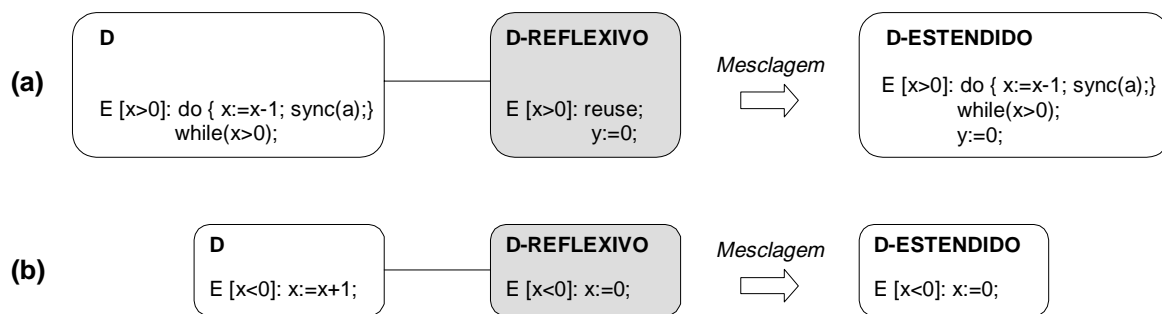 (a)
D
E [x>0]: do { x:=x-1; sync(a);}
while(x>0);
D-REFLEXIVO
E [x>0]: reuse;
y:=0;
Mesclagem
D-ESTENDIDO
E [x>0]: do { x:=x-1; sync(a);}
while(x>0);
y:=0;
(b)
D
E [x<0]: x:=x+1;
D-REFLEXIVO
E [x<0]: x:=0;
Mesclagem
D-ESTENDIDO
E [x<0]: x:=0;